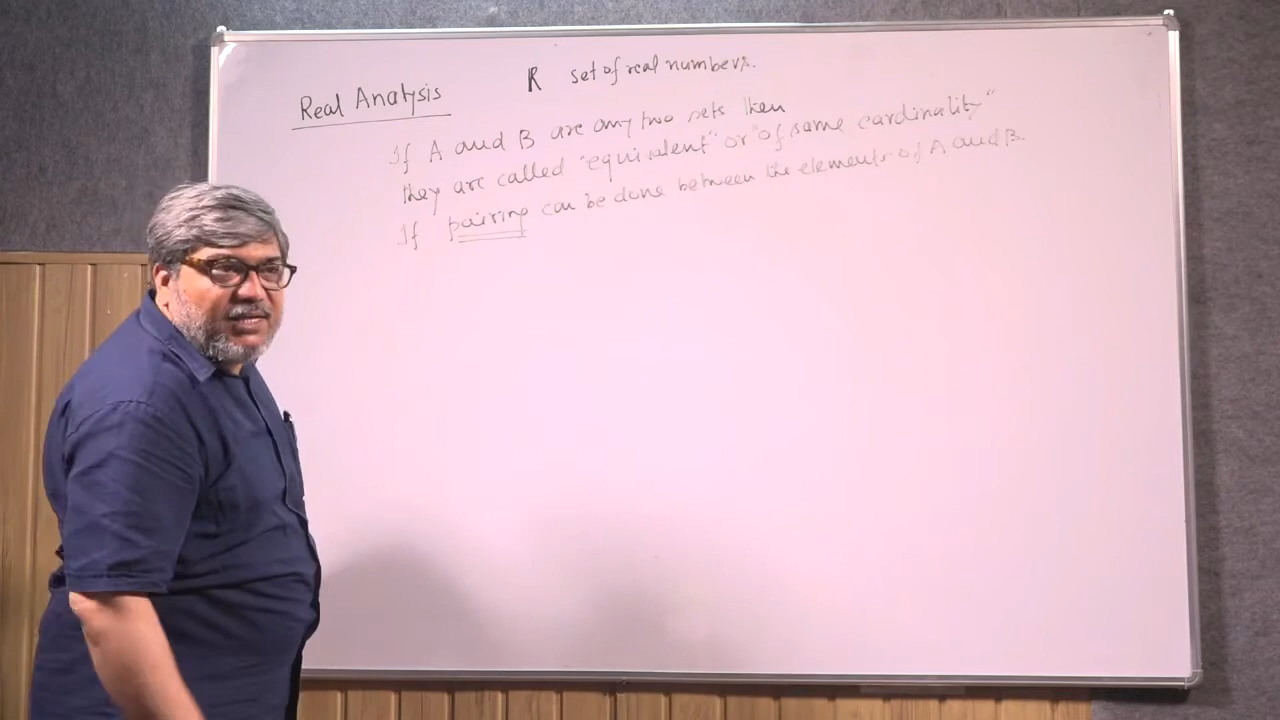 R set of real numbers.
Real Analysis
If A and B are any two sets then
they are called "equivalent" or "of same cardinality"
If pairing can be done between the elements of A and B.